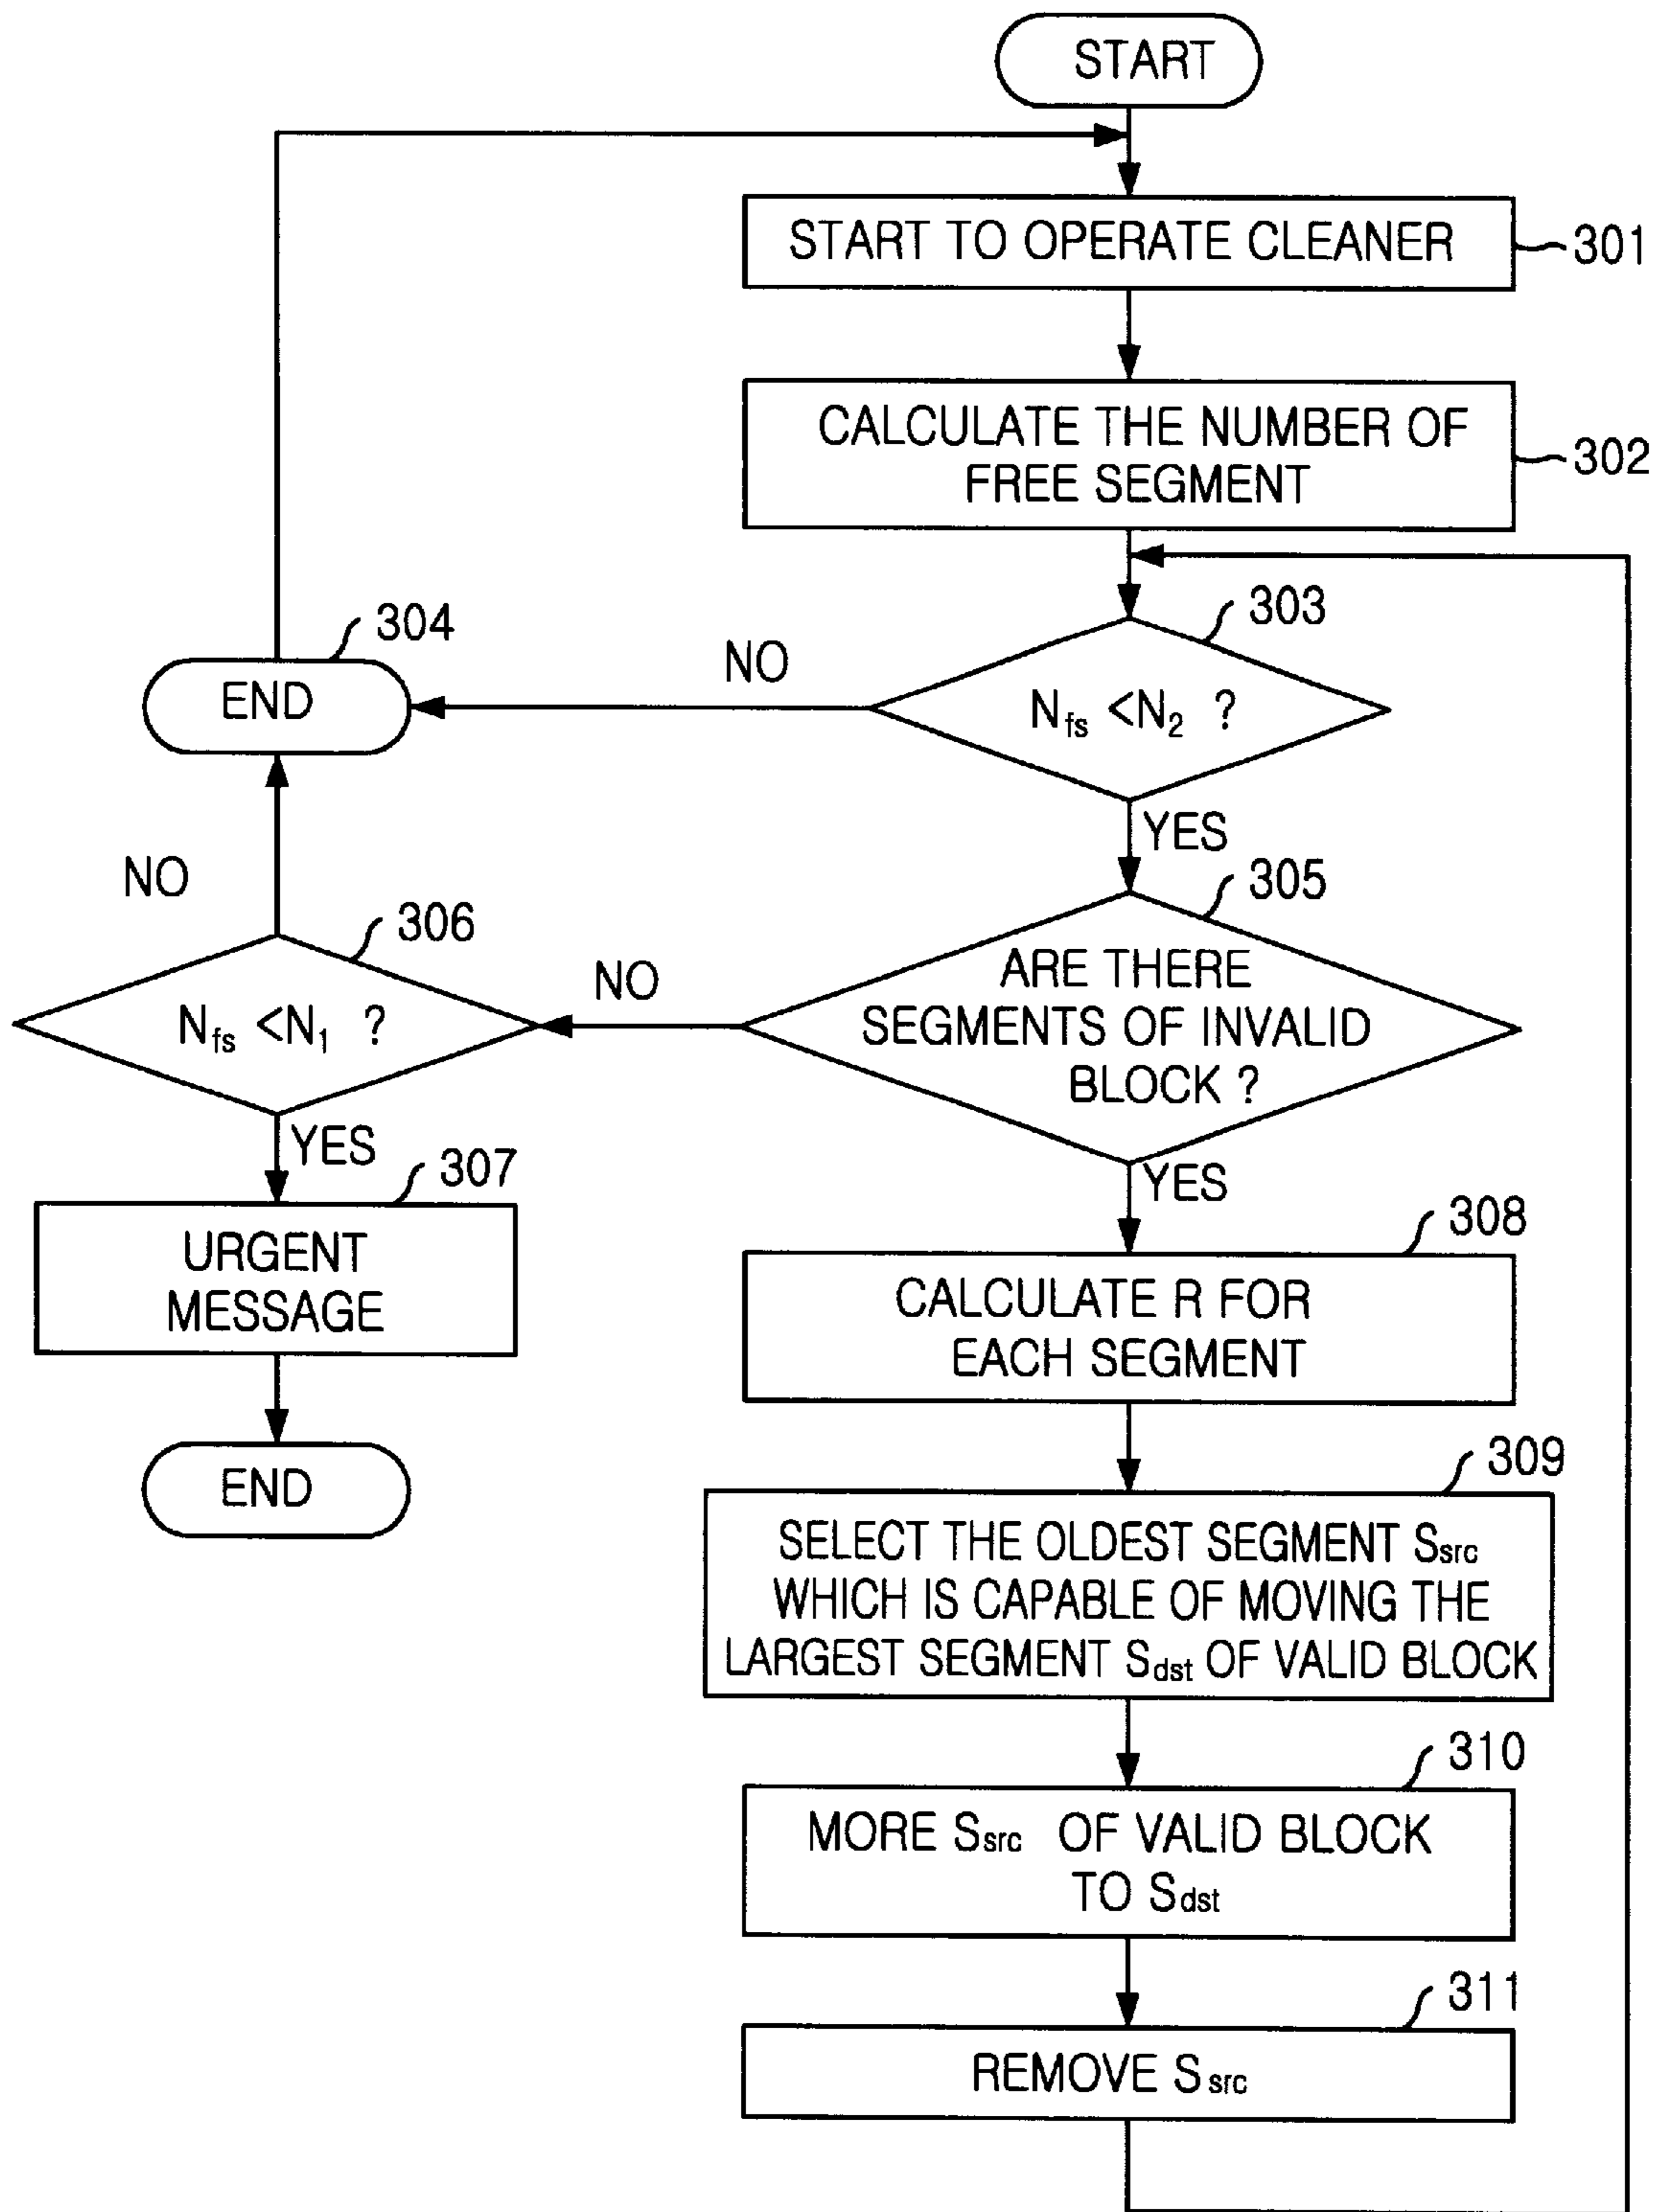 START
START TO OPERATE CLEANER
301
CALCULATE THE NUMBER OF
FREE SEGMENT
302
303
Nfs <N2 ?
NO
304
END
YES
305
ARE THERE
SEGMENTS OF INVALID
BLOCK ?
NO
306
Nfs <N1 ?
NO
YES
307
URGENT
MESSAGE
END
YES
308
CALCULATE R FOR
EACH SEGMENT
309
SELECT THE OLDEST SEGMENT Ssrc
WHICH IS CAPABLE OF MOVING THE
LARGEST SEGMENT Sdst OF VALID BLOCK
310
MORE Ssrc OF VALID BLOCK
TO Sdst
311
REMOVE Ssrc